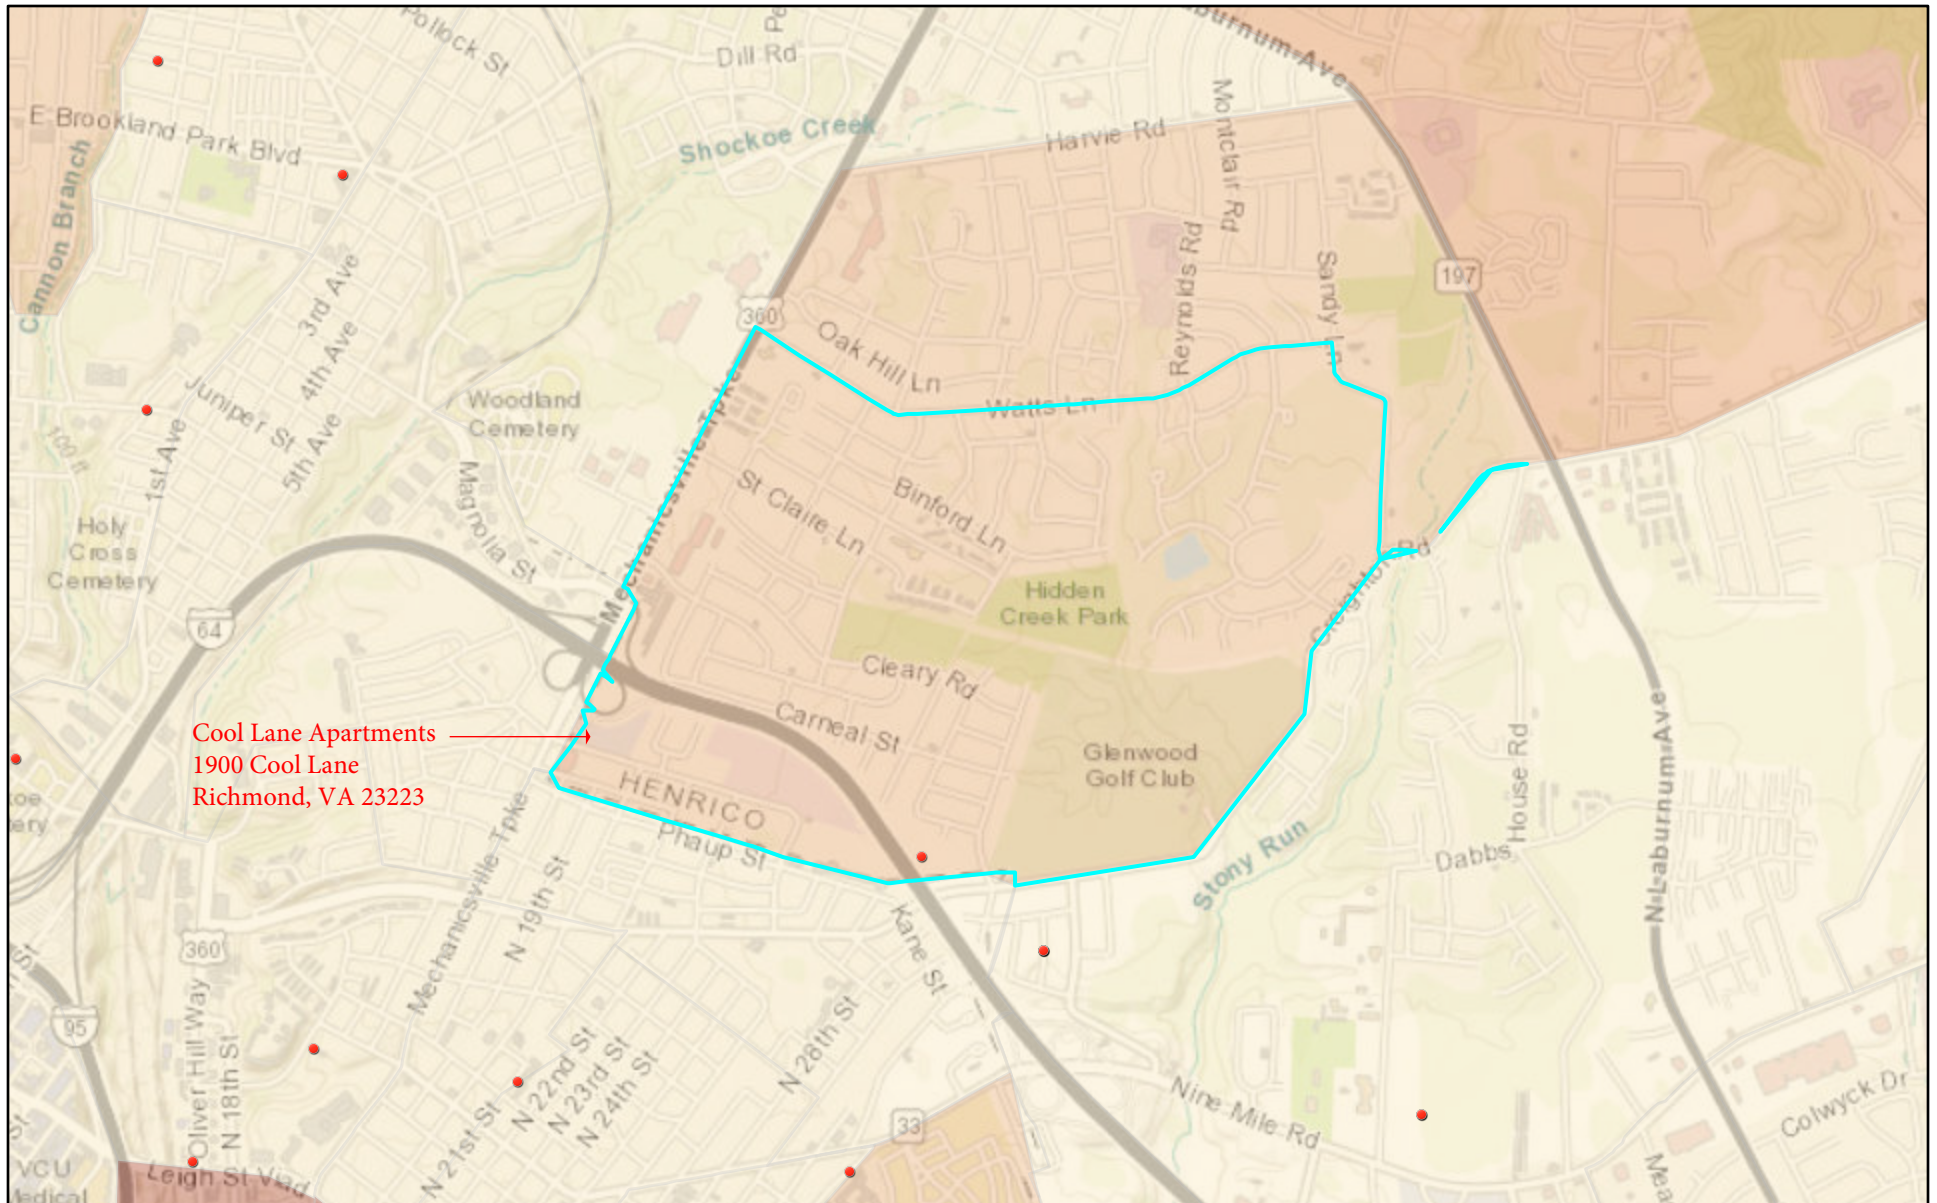 Pollock St
Dill Rd
Laburnum Ave
E Brookland Park Blvd
Shockoe Creek
Harvie Rd
Montclair Rd
Cannon Branch
3rd Ave
4th Ave
5th Ave
Juniper St
1st Ave
100 ft
Reynolds Rd
Sandy Ln
197
360
Oak Hill Ln
Watts Ln
Woodland
Cemetery
Mechanicsville Tpke
Magnolia St
St Claire Ln
Binford Ln
Holy
Cross
Cemetery
Hidden
Creek Park
Creighton Rd
64
Cleary Rd
Carneal St
Cool Lane Apartments
1900 Cool Lane
Richmond, VA 23223
Glenwood
Golf Club
HENRICO
Phaup St
Mechanicsville Tpke
N 19th St
Stony Run
Dabbs House Rd
N Laburnum Ave
Kane St
360
95
Oliver Hill Way
N 18th St
N 21st St
N 22nd St
N 23rd St
N 24th St
N 28th St
33
Nine Mile Rd
Colwyck Dr
Leigh St Viad
VCU
Medical